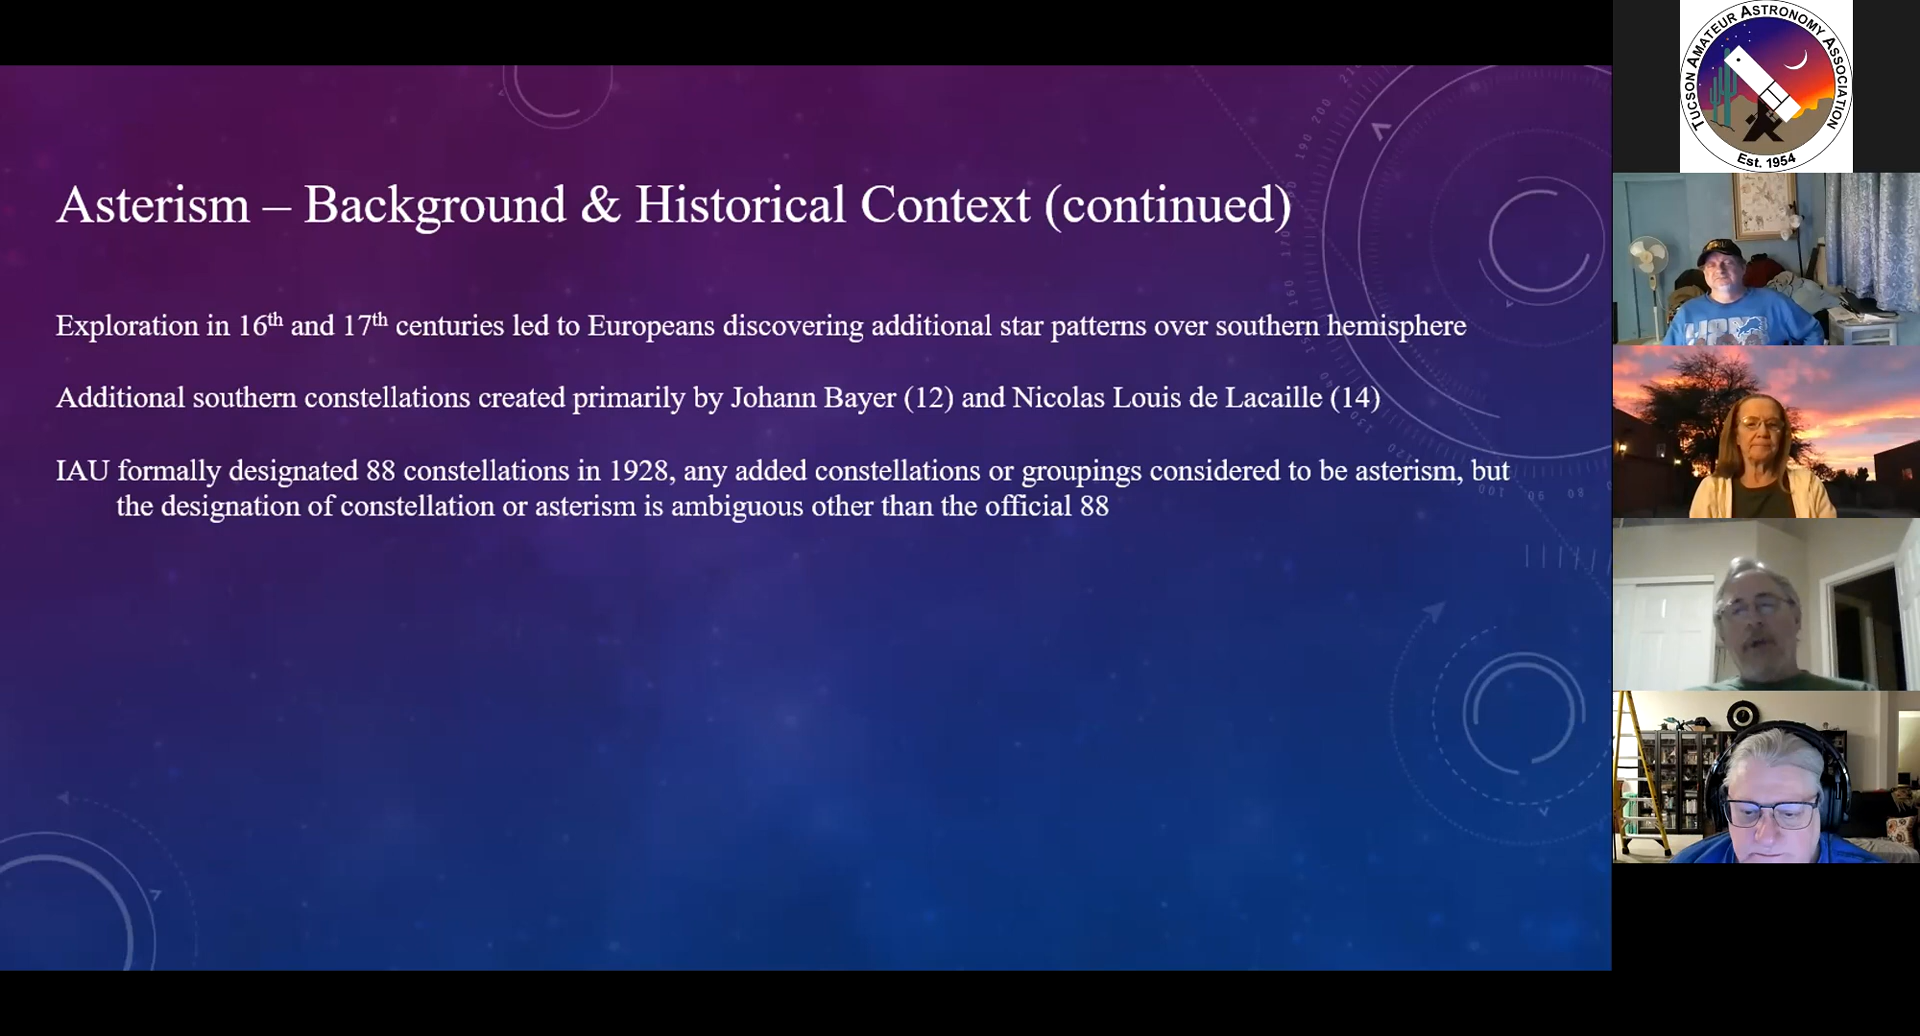 Asterism – Background & Historical Context (continued)
Exploration in 16th and 17th centuries led to Europeans discovering additional star patterns over southern hemisphere
Additional southern constellations created primarily by Johann Bayer (12) and Nicolas Louis de Lacaille (14)
IAU formally designated 88 constellations in 1928, any added constellations or groupings considered to be asterism, but
the designation of constellation or asterism is ambiguous other than the official 88
TUCSON AMATEUR ASTRONOMY ASSOCIATION
Est. 1954